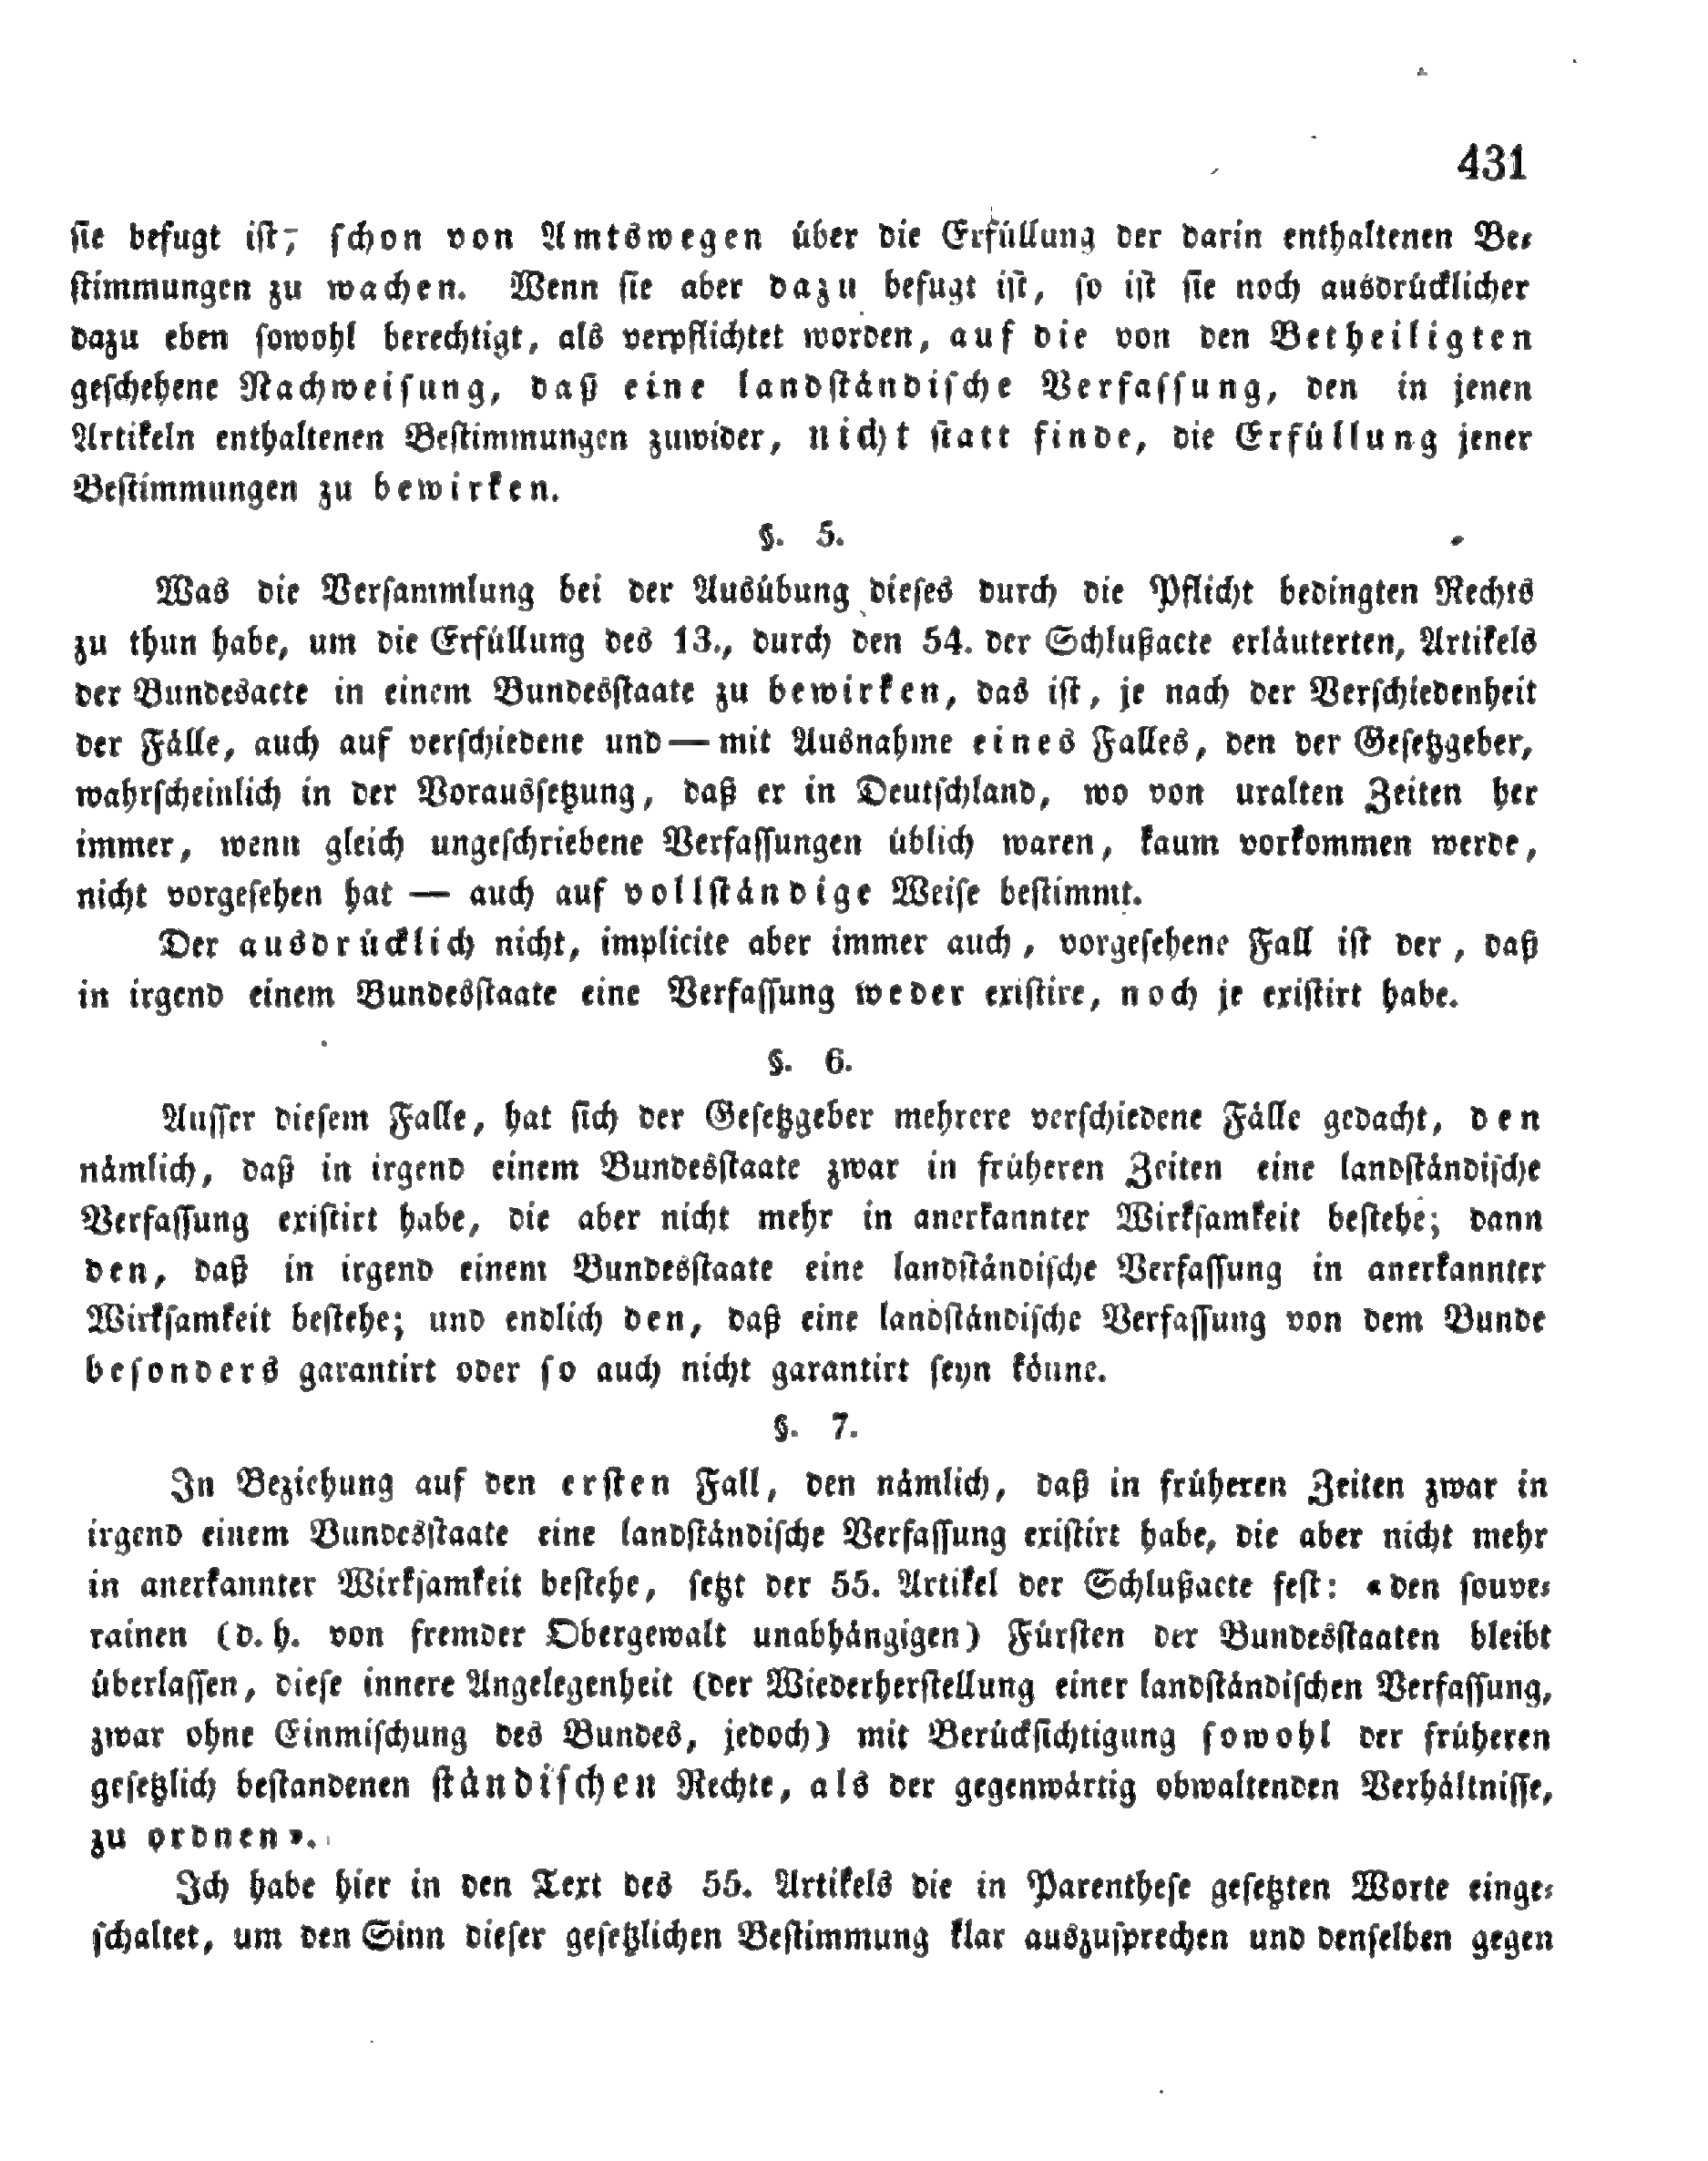 431
sie befugt ist, schon von Amtswegen über die Erfüllung der darin enthaltenen Be-
stimmungen zu wachen. Wenn sie aber dazu befugt ist, so ist sie noch ausdrücklicher
dazu eben sowohl berechtigt, als verpflichtet worden, auf die von den Betheiligten
geschehene Nachweisung, daß eine landständische Verfassung, den in jenen
Artikeln enthaltenen Bestimmungen zuwider, nicht statt finde, die Erfüllung jener
Bestimmungen zu bewirken.
§. 5.
Was die Versammlung bei der Ausübung dieses durch die Pflicht bedingten Rechts
zu thun habe, um die Erfüllung des 13., durch den 54. der Schlußacte erläuterten, Artikels
der Bundesacte in einem Bundesstaate zu bewirken, das ist, je nach der Verschiedenheit
der Fälle, auch auf verschiedene und — mit Ausnahme eines Falles, den der Gesetzgeber,
wahrscheinlich in der Voraussetzung, daß er in Deutschland, wo von uralten Zeiten her
immer, wenn gleich ungeschriebene Verfassungen üblich waren, kaum vorkommen werde,
nicht vorgesehen hat — auch auf vollständige Weise bestimmt.
Der ausdrücklich nicht, implicite aber immer auch, vorgesehene Fall ist der, daß
in irgend einem Bundesstaate eine Verfassung weder existire, noch je existirt habe.
§. 6.
Ausser diesem Falle, hat sich der Gesetzgeber mehrere verschiedene Fälle gedacht, den
nämlich, daß in irgend einem Bundesstaate zwar in früheren Zeiten eine landständische
Verfassung existirt habe, die aber nicht mehr in anerkannter Wirksamkeit bestehe; dann
den, daß in irgend einem Bundesstaate eine landständische Verfassung in anerkannter
Wirksamkeit bestehe; und endlich den, daß eine landständische Verfassung von dem Bunde
besonders garantirt oder so auch nicht garantirt seyn könne.
§. 7.
In Beziehung auf den ersten Fall, den nämlich, daß in früheren Zeiten zwar in
irgend einem Bundesstaate eine landständische Verfassung existirt habe, die aber nicht mehr
in anerkannter Wirksamkeit bestehe, setzt der 55. Artikel der Schlußacte fest: «den souve-
rainen (d. h. von fremder Obergewalt unabhängigen) Fürsten der Bundesstaaten bleibt
überlassen, diese innere Angelegenheit (der Wiederherstellung einer landständischen Verfassung,
zwar ohne Einmischung des Bundes, jedoch) mit Berücksichtigung sowohl der früheren
gesetzlich bestandenen ständischen Rechte, als der gegenwärtig obwaltenden Verhältnisse,
zu ordnen».
Ich habe hier in den Text des 55. Artikels die in Parenthese gesetzten Worte einge-
schaltet, um den Sinn dieser gesetzlichen Bestimmung klar auszusprechen und denselben gegen